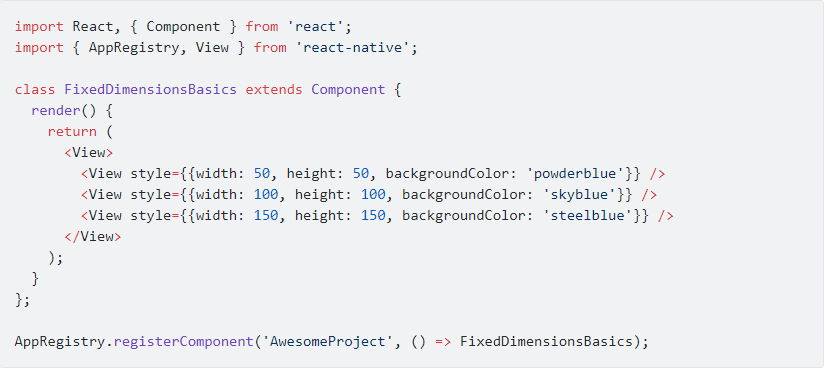 import React, { Component } from 'react';
import { AppRegistry, View } from 'react-native';

class FixedDimensionsBasics extends Component {
  render() {
    return (
      <View>
        <View style={{width: 50, height: 50, backgroundColor: 'powderblue'}} />
        <View style={{width: 100, height: 100, backgroundColor: 'skyblue'}} />
        <View style={{width: 150, height: 150, backgroundColor: 'steelblue'}} />
      </View>
    );
  }
};

AppRegistry.registerComponent('AwesomeProject', () => FixedDimensionsBasics);